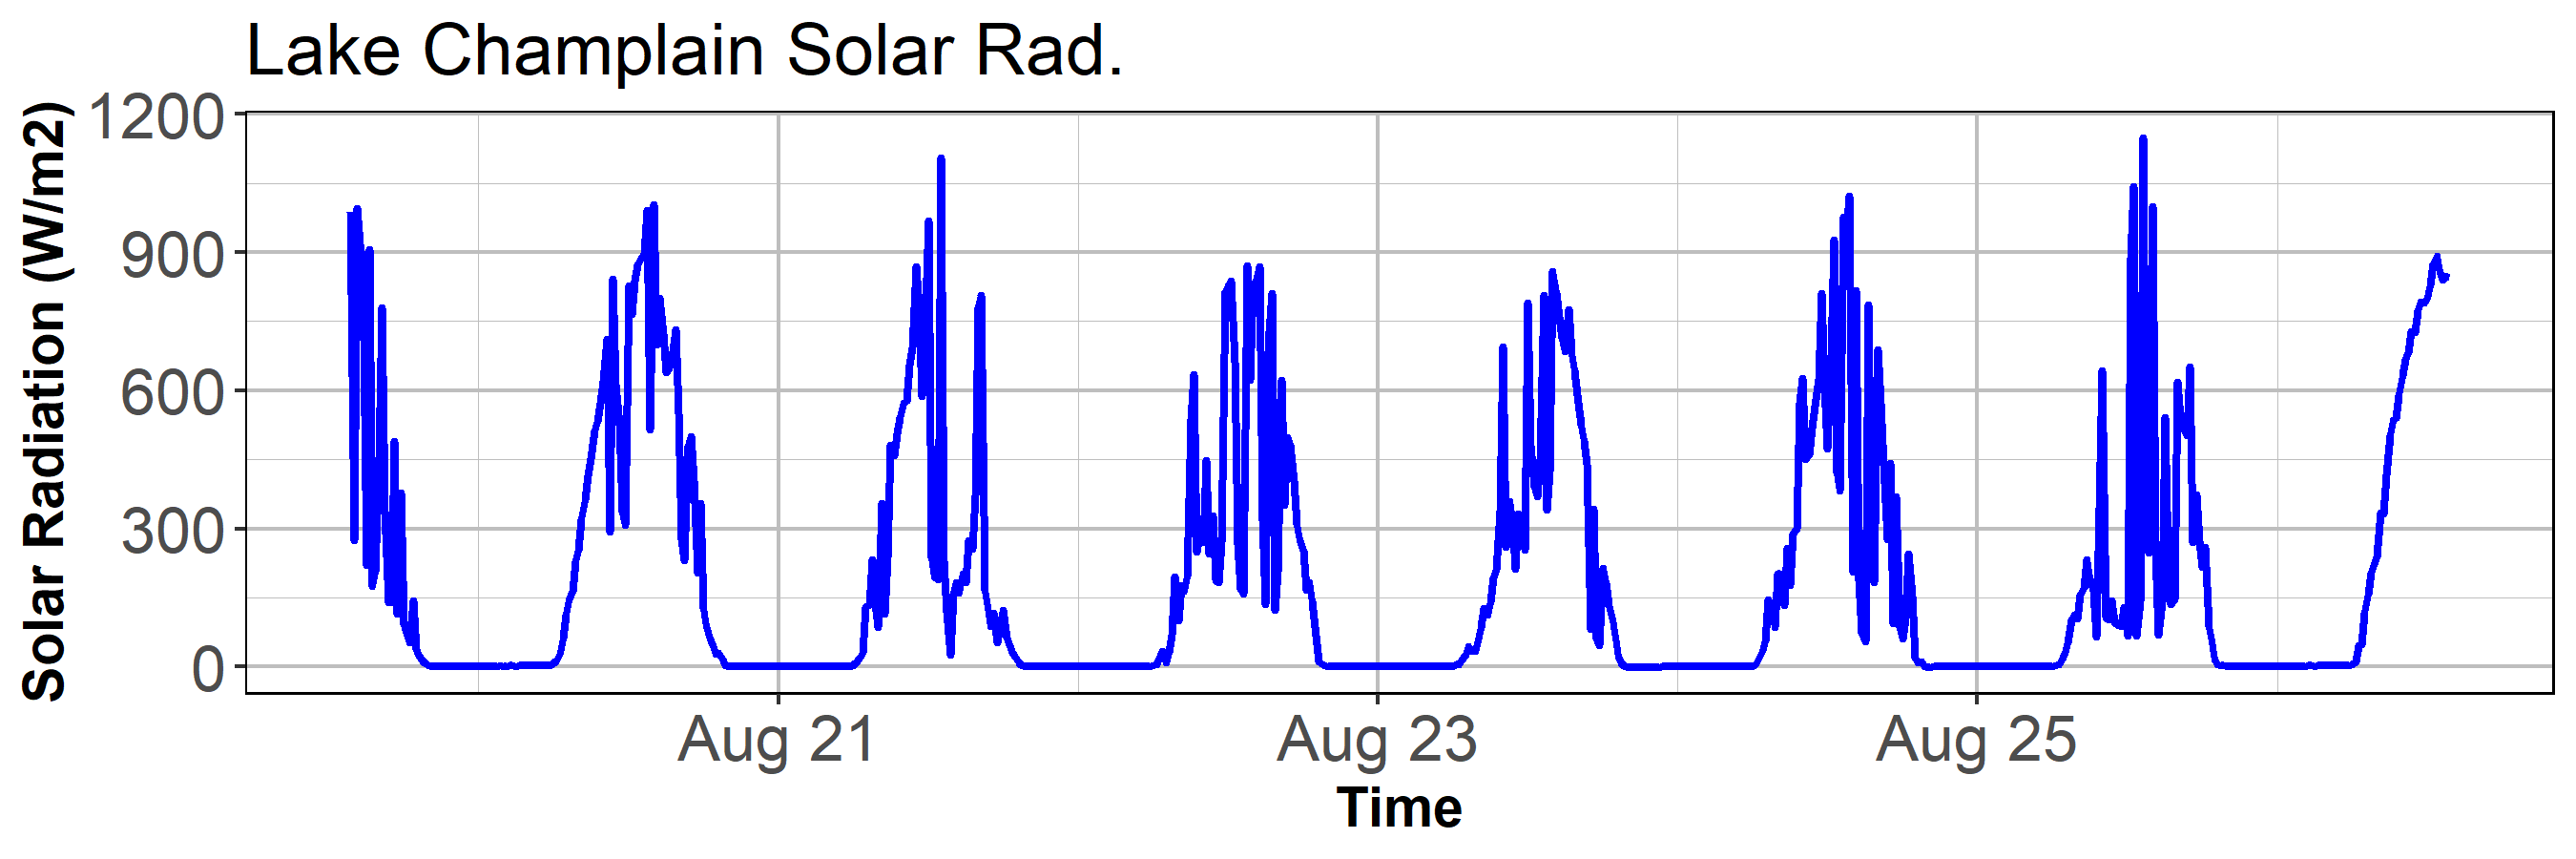 Lake Champlain Solar Rad.
Solar Radiation (W/m2)
1200
900
600
300
0
Aug 21 Aug 23 Aug 25
Time